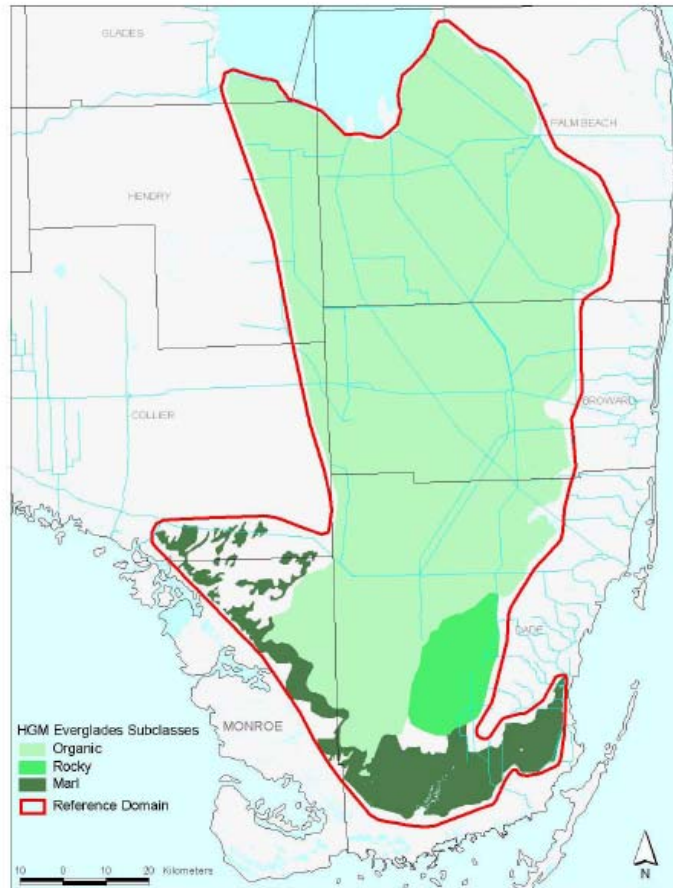 GLADES
PALM BEACH
HENDRY
BROWARD
COLLIER
DADE
MONROE
HGM Everglades Subclasses
Organic
Rocky
Marl
Reference Domain
10 0 10 20 Kilometers
N